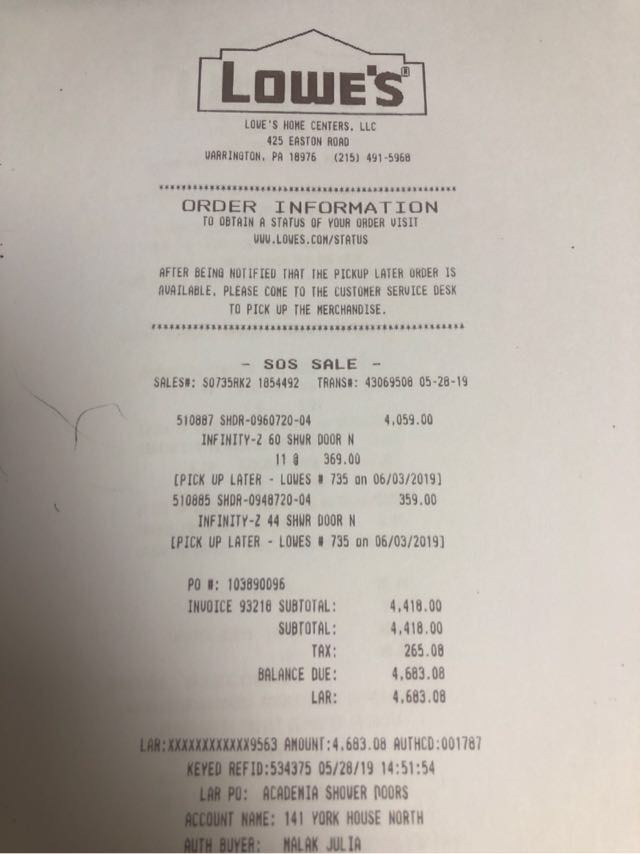 LOWE'S®
LOWE'S HOME CENTERS, LLC
425 EASTON ROAD
WARRINGTON, PA 18976 (215) 491-5968
************************************************
ORDER INFORMATION
TO OBTAIN A STATUS OF YOUR ORDER VISIT
WWW.LOWES.COM/STATUS
AFTER BEING NOTIFIED THAT THE PICKUP LATER ORDER IS
AVAILABLE, PLEASE COME TO THE CUSTOMER SERVICE DESK
TO PICK UP THE MERCHANDISE.
************************************************
- SOS SALE -
SALES#: S0735RK2 1854492 TRANS#: 43069508 05-28-19
510887 SHDR-0960720-04 4,059.00
INFINITY-Z 60 SHWR DOOR N
11 @ 369.00
[PICK UP LATER - LOWES # 735 on 06/03/2019]
510885 SHDR-0948720-04 359.00
INFINITY-Z 44 SHWR DOOR N
[PICK UP LATER - LOWES # 735 on 06/03/2019]
PO #: 103890096
INVOICE 93218 SUBTOTAL: 4,418.00
SUBTOTAL: 4,418.00
TAX: 265.08
BALANCE DUE: 4,683.08
LAR: 4,683.08
LAR:XXXXXXXXXXXX9563 AMOUNT:4,683.08 AUTHCD:001787
KEYED REFID:534375 05/28/19 14:51:54
LAR PO: ACADEMIA SHOWER DOORS
ACCOUNT NAME: 141 YORK HOUSE NORTH
AUTH BUYER: MALAK JULIA